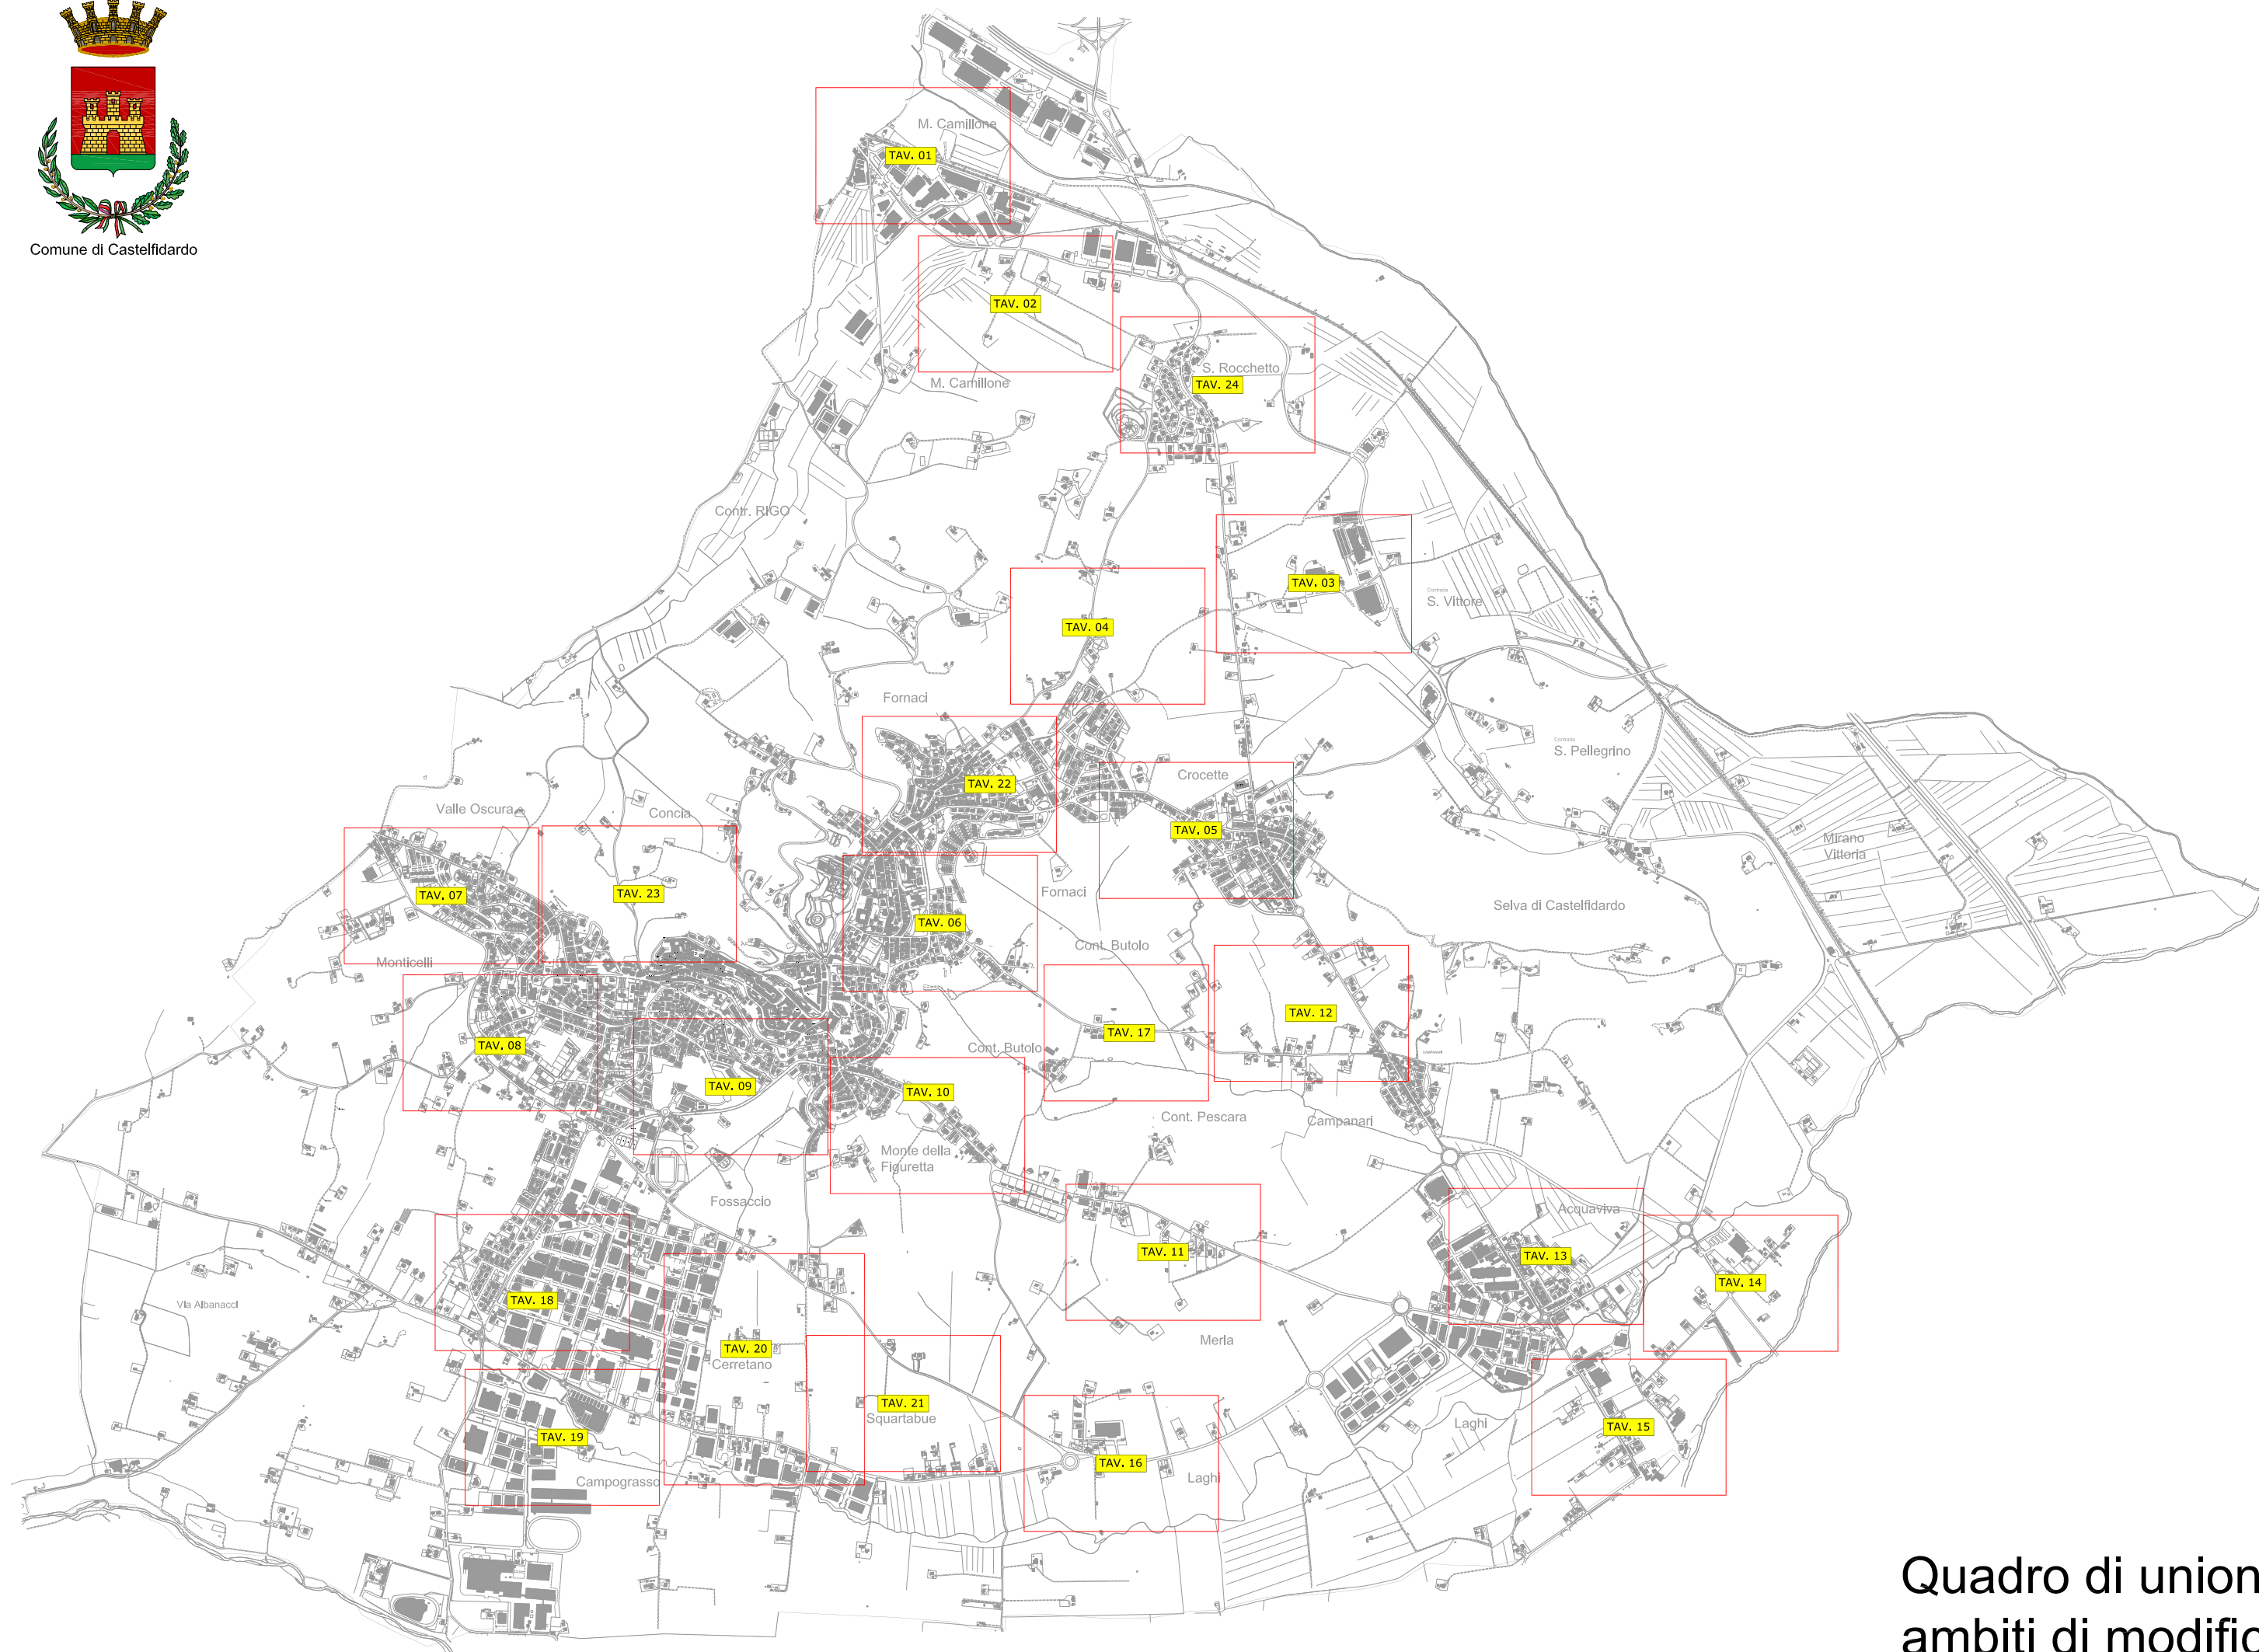 Comune di Castelfidardo
M. Camillone
TAV. 01
TAV. 02
S. Rocchetto
TAV. 24
M. Camillone
Contr. RIGO
TAV. 03
Contrada
S. Vittore
TAV. 04
Fornaci
Contrada
S. Pellegrino
Crocette
TAV. 22
Valle Oscura
Concia
TAV. 05
Mirano
Vittoria
TAV. 07
TAV. 23
Fornaci
Selva di Castelfidardo
TAV. 06
Cont. Butolo
Monticelli
TAV. 12
TAV. 17
TAV. 08
Cont. Butolo
TAV. 09
TAV. 10
Cont. Pescara
Campanari
Monte della
Figuretta
Fossaccio
Acquaviva
TAV. 11
TAV. 13
TAV. 14
Via Albanacci
TAV. 18
Merla
TAV. 20
Cerretano
TAV. 21
Squartabue
Laghi
TAV. 15
TAV. 19
TAV. 16
Laghi
Campograsso
Quadro di union
ambiti di modific